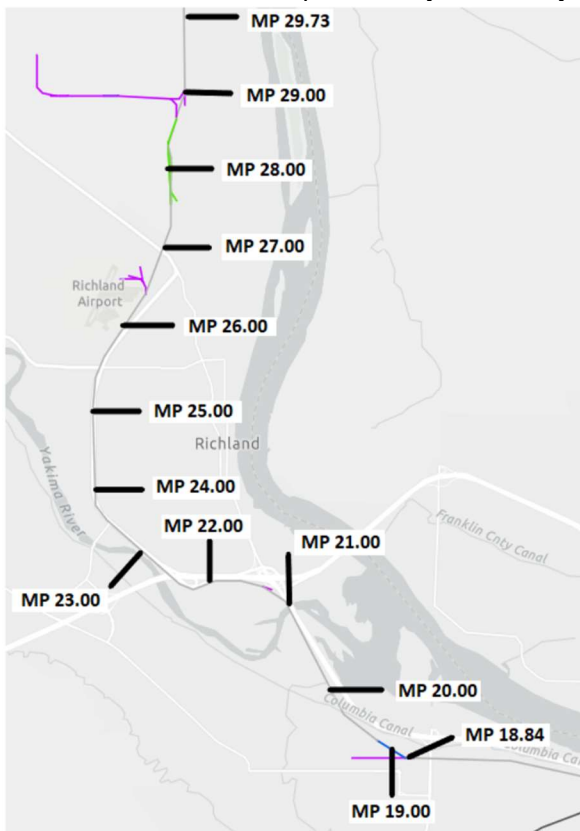 MP 29.73
MP 29.00
MP 28.00
MP 27.00
Richland
Airport
MP 26.00
MP 25.00
Richland
Yakima River
MP 24.00
Franklin Cnty Canal
MP 22.00
MP 21.00
MP 23.00
MP 20.00
Columbia Canal
MP 18.84
Columbia Ca
MP 19.00